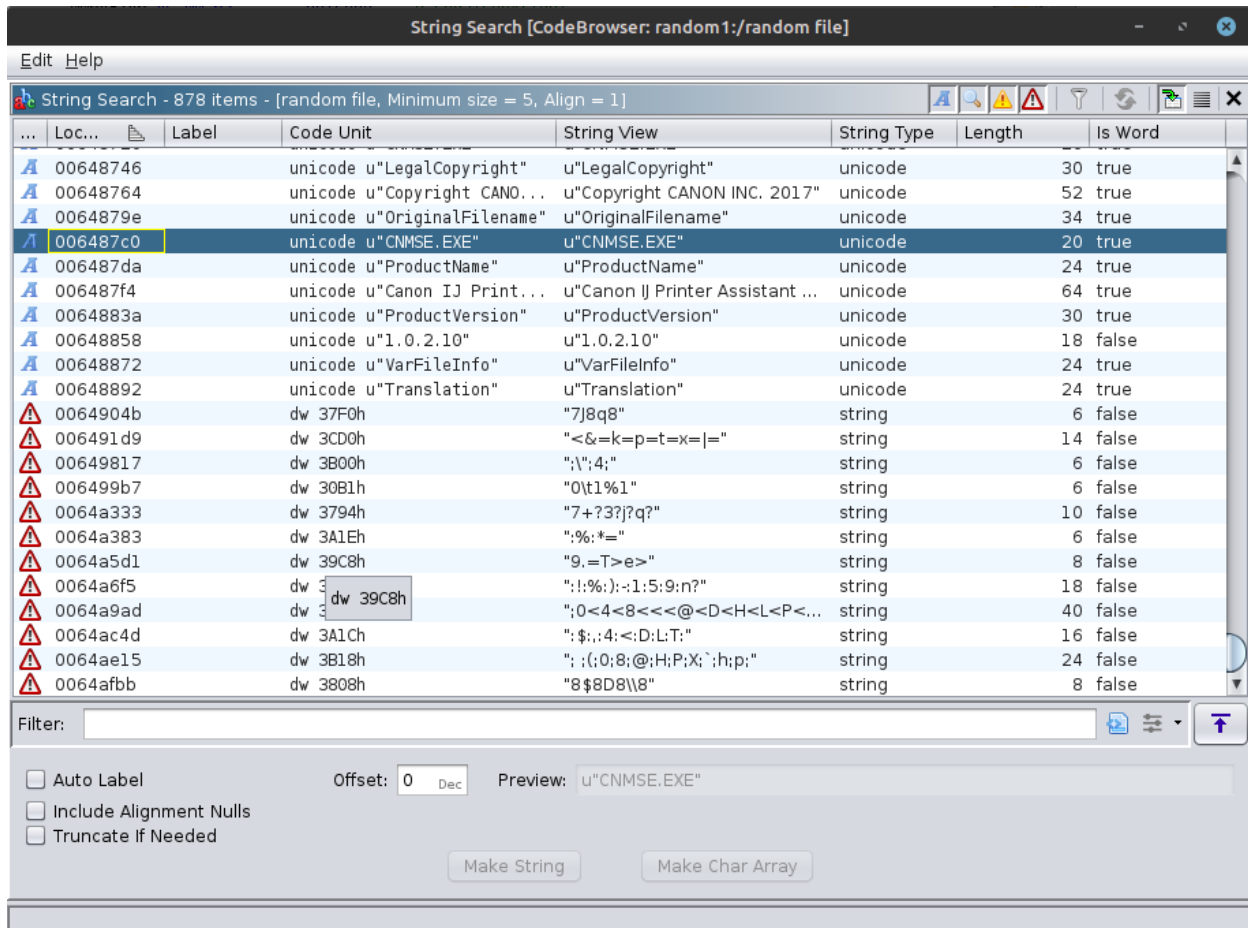 String Search [CodeBrowser: random1:/random file]
Edit Help
String Search - 878 items - [random file, Minimum size = 5, Align = 1]
... Loc... Label Code Unit String View String Type Length Is Word
A 00648746 unicode u"LegalCopyright" u"LegalCopyright" unicode 30 true
A 00648764 unicode u"Copyright CANO... u"Copyright CANON INC. 2017" unicode 52 true
A 0064879e unicode u"OriginalFilename" u"OriginalFilename" unicode 34 true
A 006487c0 unicode u"CNMSE.EXE" u"CNMSE.EXE" unicode 20 true
A 006487da unicode u"ProductName" u"ProductName" unicode 24 true
A 006487f4 unicode u"Canon IJ Print... u"Canon IJ Printer Assistant ... unicode 64 true
A 0064883a unicode u"ProductVersion" u"ProductVersion" unicode 30 true
A 00648858 unicode u"1.0.2.10" u"1.0.2.10" unicode 18 false
A 00648872 unicode u"VarFileInfo" u"VarFileInfo" unicode 24 true
A 00648892 unicode u"Translation" u"Translation" unicode 24 true
0064904b dw 37F0h "7J8q8" string 6 false
006491d9 dw 3CD0h "<&=k=p=t=x=|=" string 14 false
00649817 dw 3B00h ";\";4;" string 6 false
006499b7 dw 30B1h "0\t1%1" string 6 false
0064a333 dw 3794h "7+?3?j?q?" string 10 false
0064a383 dw 3A1Eh ":%:*=" string 6 false
0064a5d1 dw 39C8h "9.=T>e>" string 8 false
0064a6f5 dw ":!:%:):-:1:5:9:n?" string 18 false
dw 39C8h
0064a9ad dw ";0<4<8<<<@<D<H<L<P<... string 40 false
0064ac4d dw 3A1Ch ":$:,:4:<:D:L:T:" string 16 false
0064ae15 dw 3B18h "; ;(;0;8;@;H;P;X;`;h;p;" string 24 false
0064afbb dw 3808h "8$8D8\\8" string 8 false
Filter:
Auto Label Offset: 0 Dec Preview: u"CNMSE.EXE"
Include Alignment Nulls
Truncate If Needed
Make String Make Char Array